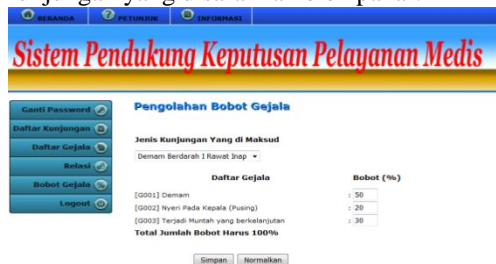 BERANDA PETUNJUK INFORMASI
Sistem Pendukung Keputusan Pelayanan Medis
Ganti Password
Daftar Kunjungan
Daftar Gejala
Relasi
Bobot Gejala
Logout
Pengolahan Bobot Gejala
Jenis Kunjungan Yang di Maksud
Demam Berdarah I Rawat Inap
Daftar Gejala Bobot (%)
[G001] Demam : 50
[G002] Nyeri Pada Kepala (Pusing) : 20
[G003] Terjadi Muntah yang berkelanjutan : 30
Total Jumlah Bobot Harus 100%
Simpan Normalkan